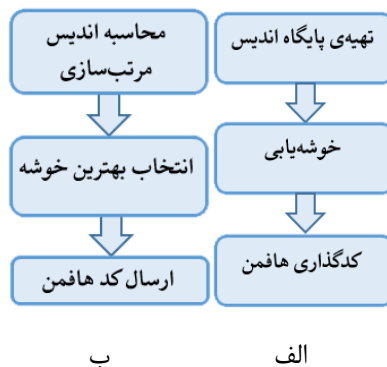 تهیه‌ی پایگاه اندیس
خوشه‌یابی
کدگذاری هافمن
الف
محاسبه اندیس
مرتب‌سازی
انتخاب بهترین خوشه
ارسال کد هافمن
ب